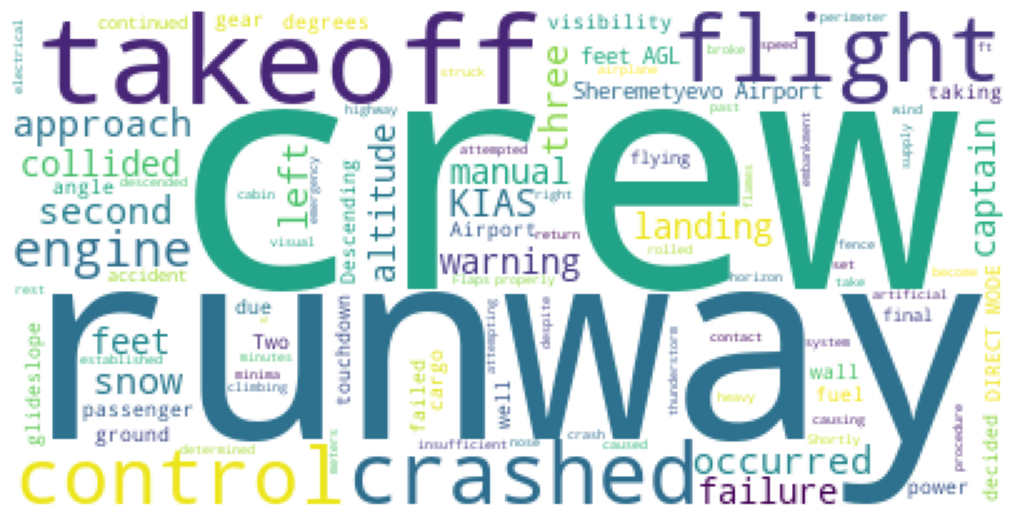 electrical
continued
gear
degrees
visibility
perimeter
takeoff
flight
feet AGL
broke
speed
ft
struck
airplane
three
Sheremetyevo Airport
taking
highway
past
wind
approach
crew
attempted
flying
embankment
supply
captain
collided
left
emergency
altitude
manual
angle
descended
cabin
Descending
KIAS
right
flames
second
Airport
return
landing
engine
visual
warning
rolled
fence
accident
Flaps
properly
horizon
set
take
become
rest
runway
artificial
due
final
glideslope
feet
Two
touchdown
attempting
despite
contact
system
DIRECT MODE
established
minutes
minima
climbing
snow
failed
cargo
well
thunderstorm
wall
passenger
heavy
fuel
causing
ground
insufficient
nose
crash
caused
Shortly
procedure
decided
determined
meters
control
crashed
occurred
failure
power